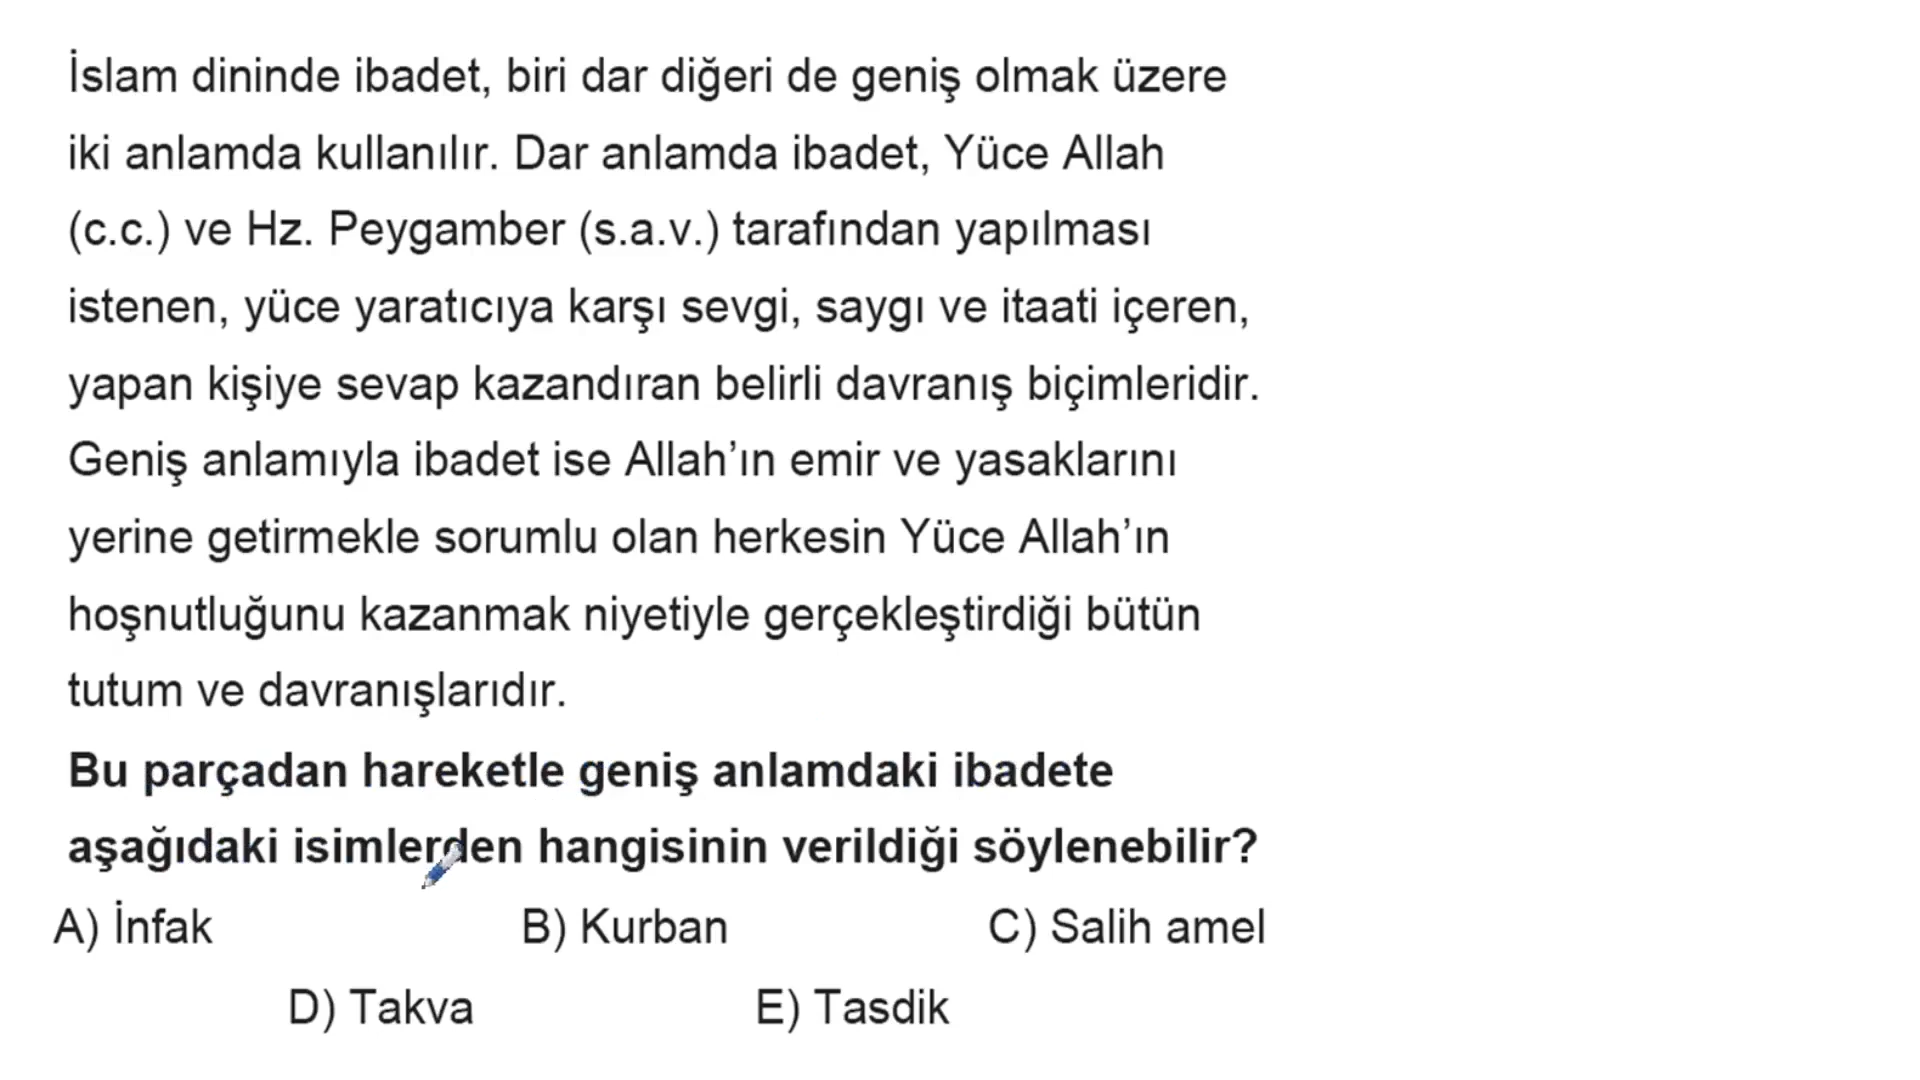 İslam dininde ibadet, biri dar diğeri de geniş olmak üzere
iki anlamda kullanılır. Dar anlamda ibadet, Yüce Allah
(c.c.) ve Hz. Peygamber (s.a.v.) tarafından yapılması
istenen, yüce yaratıcıya karşı sevgi, saygı ve itaati içeren,
yapan kişiye sevap kazandıran belirli davranış biçimleridir.
Geniş anlamıyla ibadet ise Allah’ın emir ve yasaklarını
yerine getirmekle sorumlu olan herkesin Yüce Allah’ın
hoşnutluğunu kazanmak niyetiyle gerçekleştirdiği bütün
tutum ve davranışlarıdır.
Bu parçadan hareketle geniş anlamdaki ibadete
aşağıdaki isimlerden hangisinin verildiği söylenebilir?
A) İnfak B) Kurban C) Salih amel
D) Takva E) Tasdik